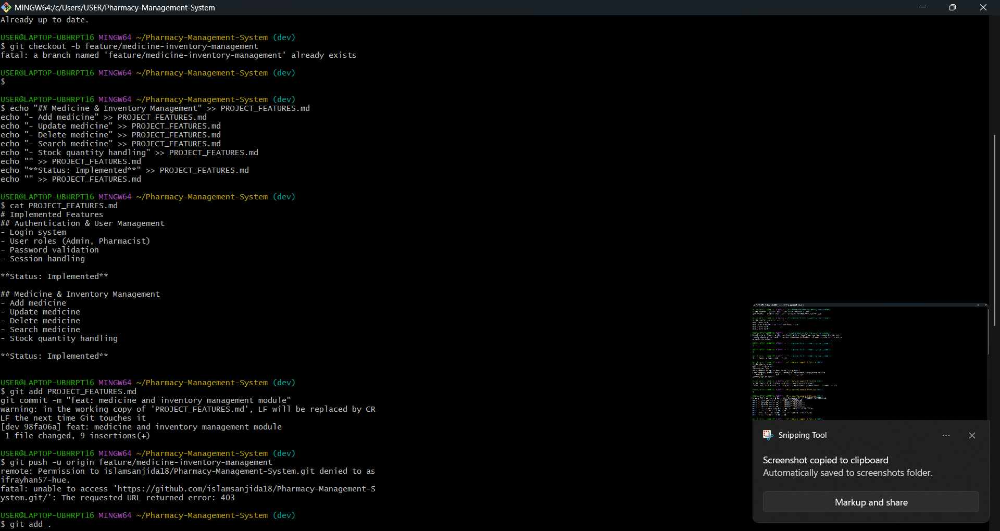 MINGW64:/c/Users/USER/Pharmacy-Management-System
Already up to date.
USER@LAPTOP-UBHRPT16 MINGW64 ~/Pharmacy-Management-System (dev)
$ git checkout -b feature/medicine-inventory-management
fatal: a branch named 'feature/medicine-inventory-management' already exists
USER@LAPTOP-UBHRPT16 MINGW64 ~/Pharmacy-Management-System (dev)
$
USER@LAPTOP-UBHRPT16 MINGW64 ~/Pharmacy-Management-System (dev)
$ echo "## Medicine & Inventory Management" >> PROJECT_FEATURES.md
echo "- Add medicine" >> PROJECT_FEATURES.md
echo "- Update medicine" >> PROJECT_FEATURES.md
echo "- Delete medicine" >> PROJECT_FEATURES.md
echo "- Search medicine" >> PROJECT_FEATURES.md
echo "- Stock quantity handling" >> PROJECT_FEATURES.md
echo "" >> PROJECT_FEATURES.md
echo "**Status: Implemented**" >> PROJECT_FEATURES.md
echo "" >> PROJECT_FEATURES.md
USER@LAPTOP-UBHRPT16 MINGW64 ~/Pharmacy-Management-System (dev)
$ cat PROJECT_FEATURES.md
# Implemented Features
## Authentication & User Management
- Login system
- User roles (Admin, Pharmacist)
- Password validation
- Session handling
**Status: Implemented**
## Medicine & Inventory Management
- Add medicine
- Update medicine
- Delete medicine
- Search medicine
- Stock quantity handling
**Status: Implemented**
USER@LAPTOP-UBHRPT16 MINGW64 ~/Pharmacy-Management-System (dev)
$ git add PROJECT_FEATURES.md
git commit -m "feat: medicine and inventory management module"
warning: in the working copy of 'PROJECT_FEATURES.md', LF will be replaced by CR
LF the next time Git touches it
[dev 98fa06a] feat: medicine and inventory management module
1 file changed, 9 insertions(+)
USER@LAPTOP-UBHRPT16 MINGW64 ~/Pharmacy-Management-System (dev)
$ git push -u origin feature/medicine-inventory-management
remote: Permission to islamsanjida18/Pharmacy-Management-System.git denied to as
ifrayhan57-hue.
fatal: unable to access 'https://github.com/islamsanjida18/Pharmacy-Management-S
ystem.git/': The requested URL returned error: 403
USER@LAPTOP-UBHRPT16 MINGW64 ~/Pharmacy-Management-System (dev)
$ git add .
Snipping Tool
Screenshot copied to clipboard
Automatically saved to screenshots folder.
Markup and share